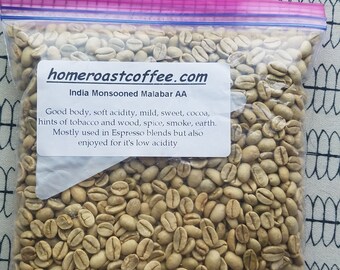 homeroastcoffee.com
India Monsooned Malabar AA
Good body, soft acidity, mild, sweet, cocoa,
hints of tobacco and wood, spice, smoke, earth.
Mostly used in Espresso blends but also
enjoyed for it's low acidity